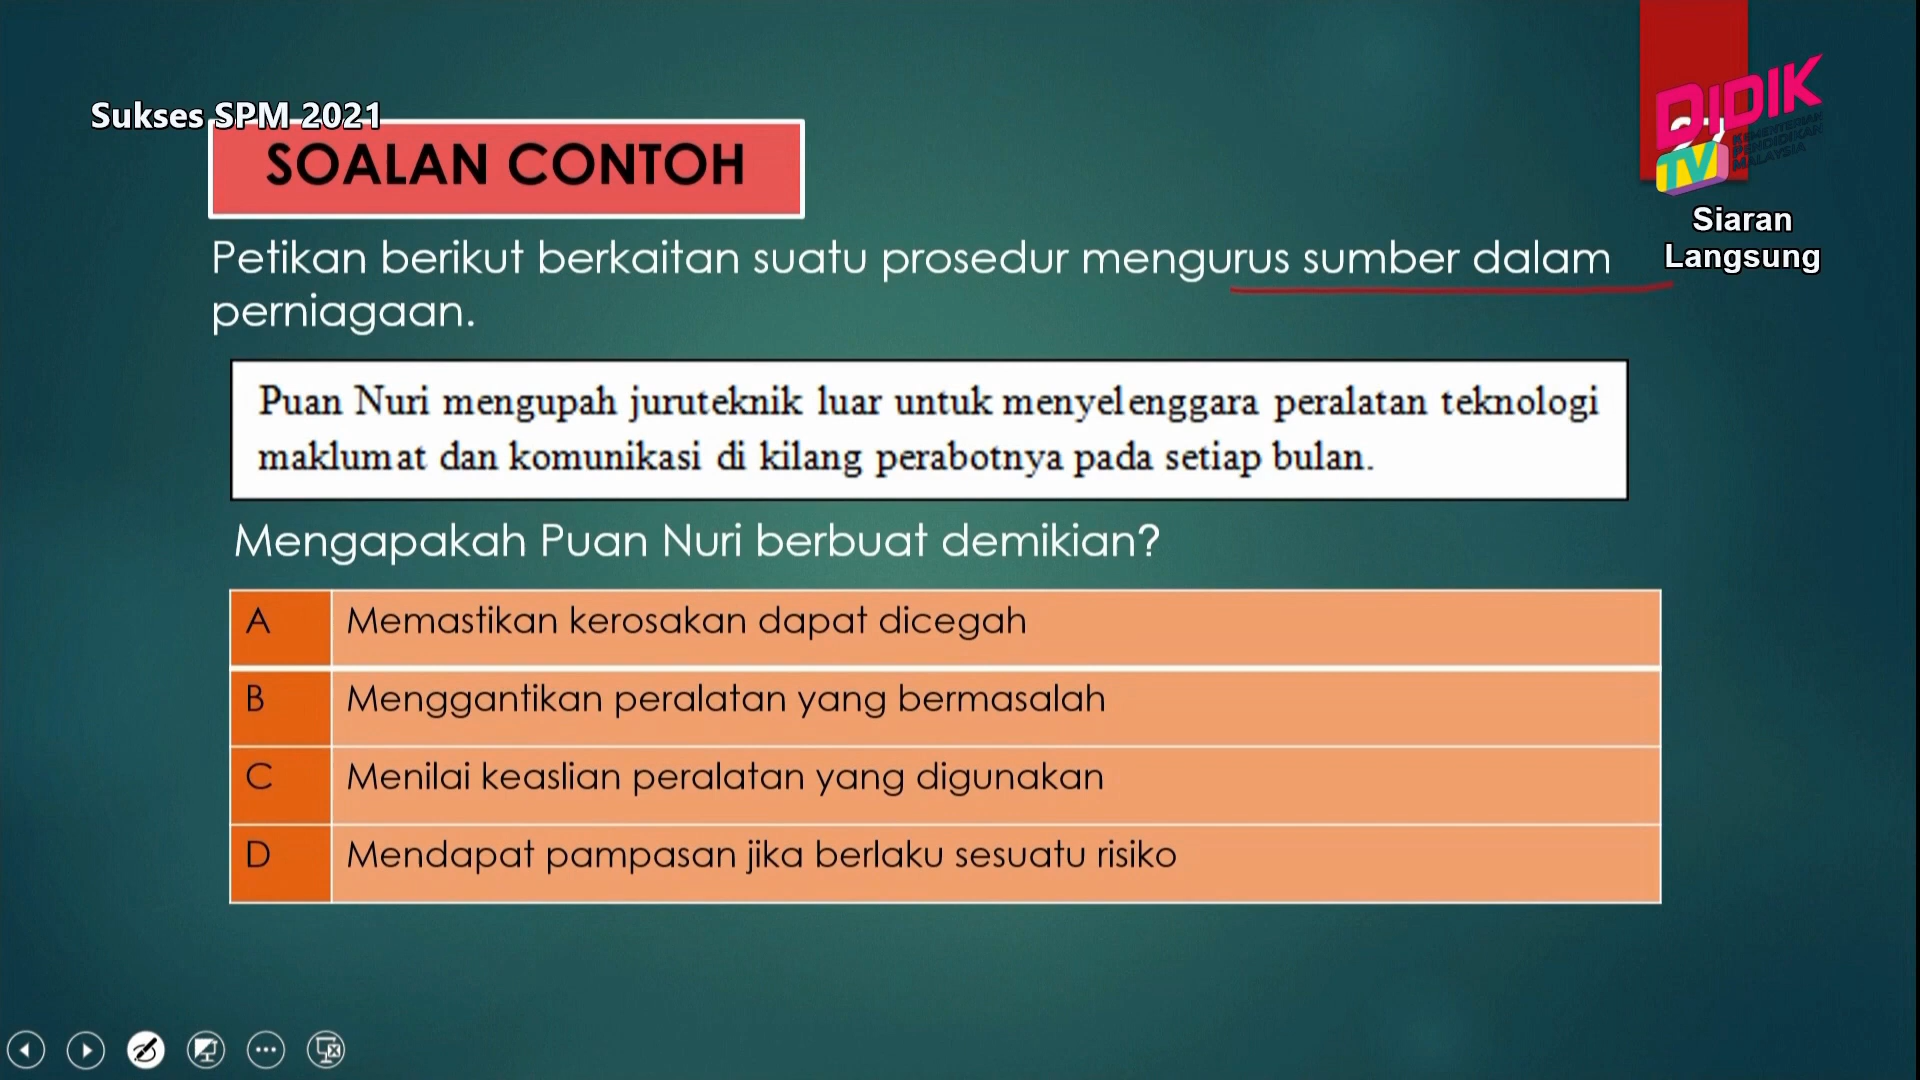 Sukses SPM 2021
SOALAN CONTOH
DIDIK
TV
KEMENTERIAN
PENDIDIKAN
MALAYSIA
Siaran
Langsung
Petikan berikut berkaitan suatu prosedur mengurus sumber dalam
perniagaan.
Puan Nuri mengupah juruteknik luar untuk menyelenggara peralatan teknologi
maklumat dan komunikasi di kilang perabotnya pada setiap bulan.
Mengapakah Puan Nuri berbuat demikian?
A Memastikan kerosakan dapat dicegah
B Menggantikan peralatan yang bermasalah
C Menilai keaslian peralatan yang digunakan
D Mendapat pampasan jika berlaku sesuatu risiko